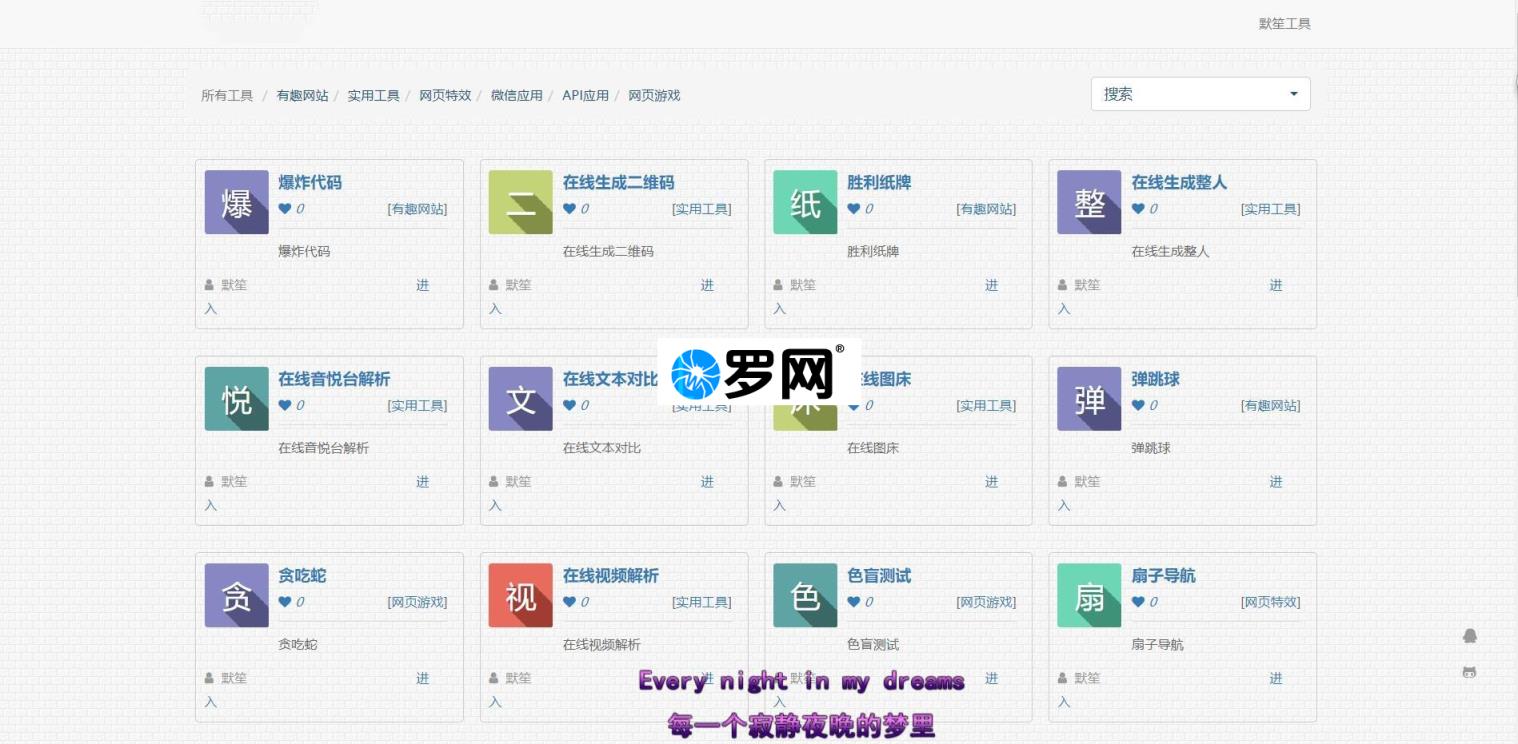 默笙工具
所有工具 / 有趣网站 / 实用工具 / 网页特效 / 微信应用 / API应用 / 网页游戏
搜索
爆 爆炸代码
0 [有趣网站]
爆炸代码
默笙 进
入
二 在线生成二维码
0 [实用工具]
在线生成二维码
默笙 进
入
纸 胜利纸牌
0 [有趣网站]
胜利纸牌
默笙 进
入
整 在线生成整人
0 [实用工具]
在线生成整人
默笙 进
入
悦 在线音悦台解析
0 [实用工具]
在线音悦台解析
默笙 进
入
文 在线文本对比
0 [实用工具]
在线文本对比
默笙 进
入
罗网®
床 在线图床
0 [实用工具]
在线图床
默笙 进
入
弹 弹跳球
0 [有趣网站]
弹跳球
默笙 进
入
贪 贪吃蛇
0 [网页游戏]
贪吃蛇
默笙 进
入
视 在线视频解析
0 [实用工具]
在线视频解析
默笙 进
入
色 色盲测试
0 [网页游戏]
色盲测试
默笙 进
入
扇 扇子导航
0 [网页特效]
扇子导航
默笙 进
入
Every night in my dreams
每一个寂静夜晚的梦里